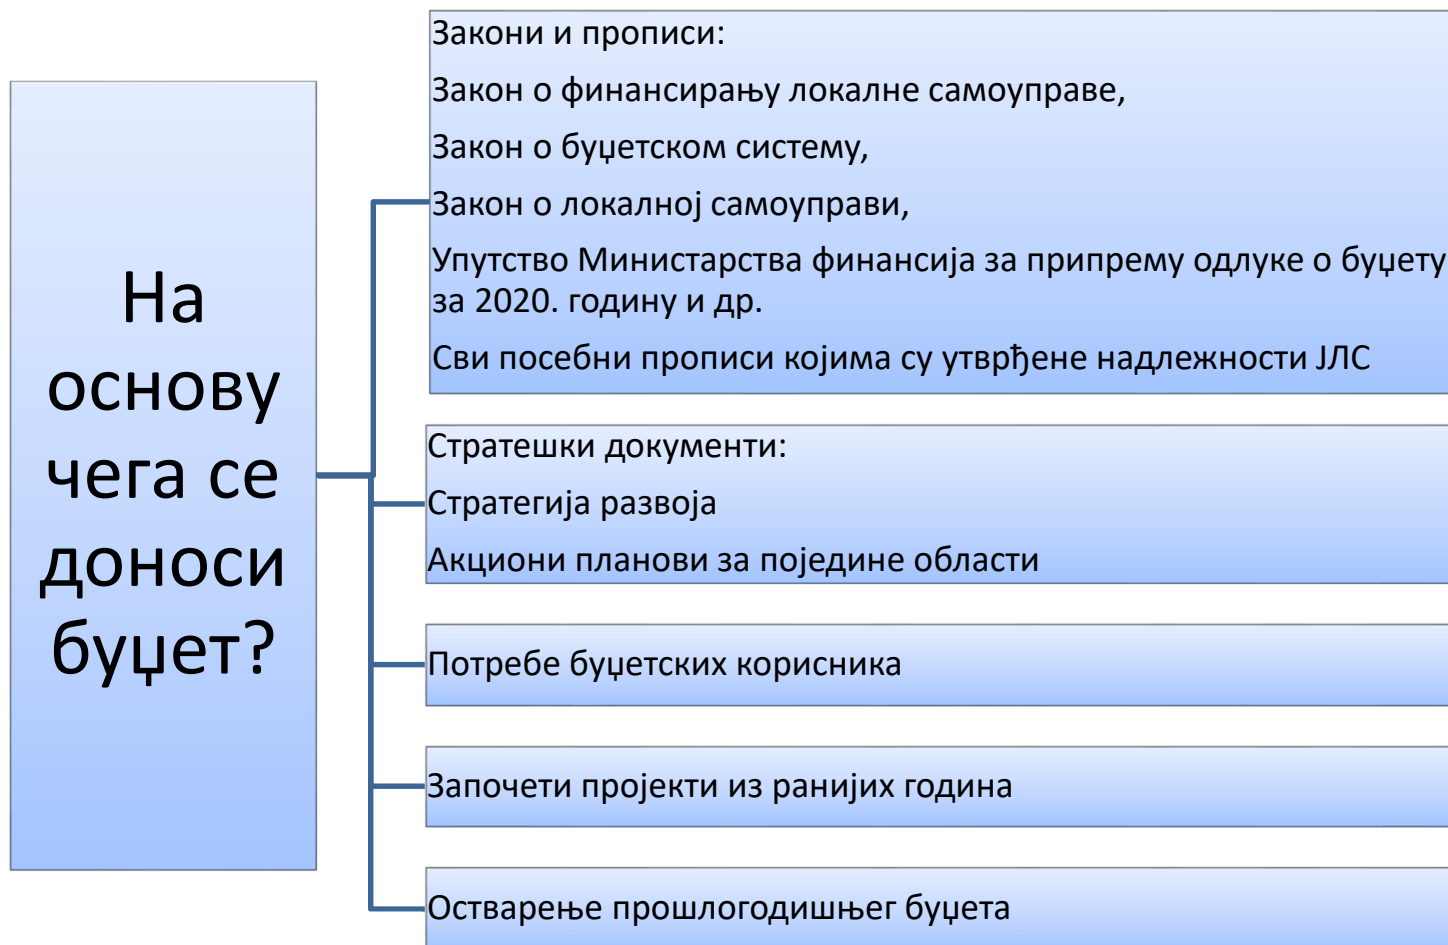 На
основу
чега се
доноси
буџет?
Закони и прописи:
Закон о финансирању локалне самоуправе,
Закон о буџетском систему,
Закон о локалној самоуправи,
Упутство Министарства финансија за припрему одлуке о буџету
за 2020. годину и др.
Сви посебни прописи којима су утврђене надлежности ЈЛС
Стратешки документи:
Стратегија развоја
Акциони планови за поједине области
Потребе буџетских корисника
Започети пројекти из ранијих година
Остварење прошлогодишњег буџета